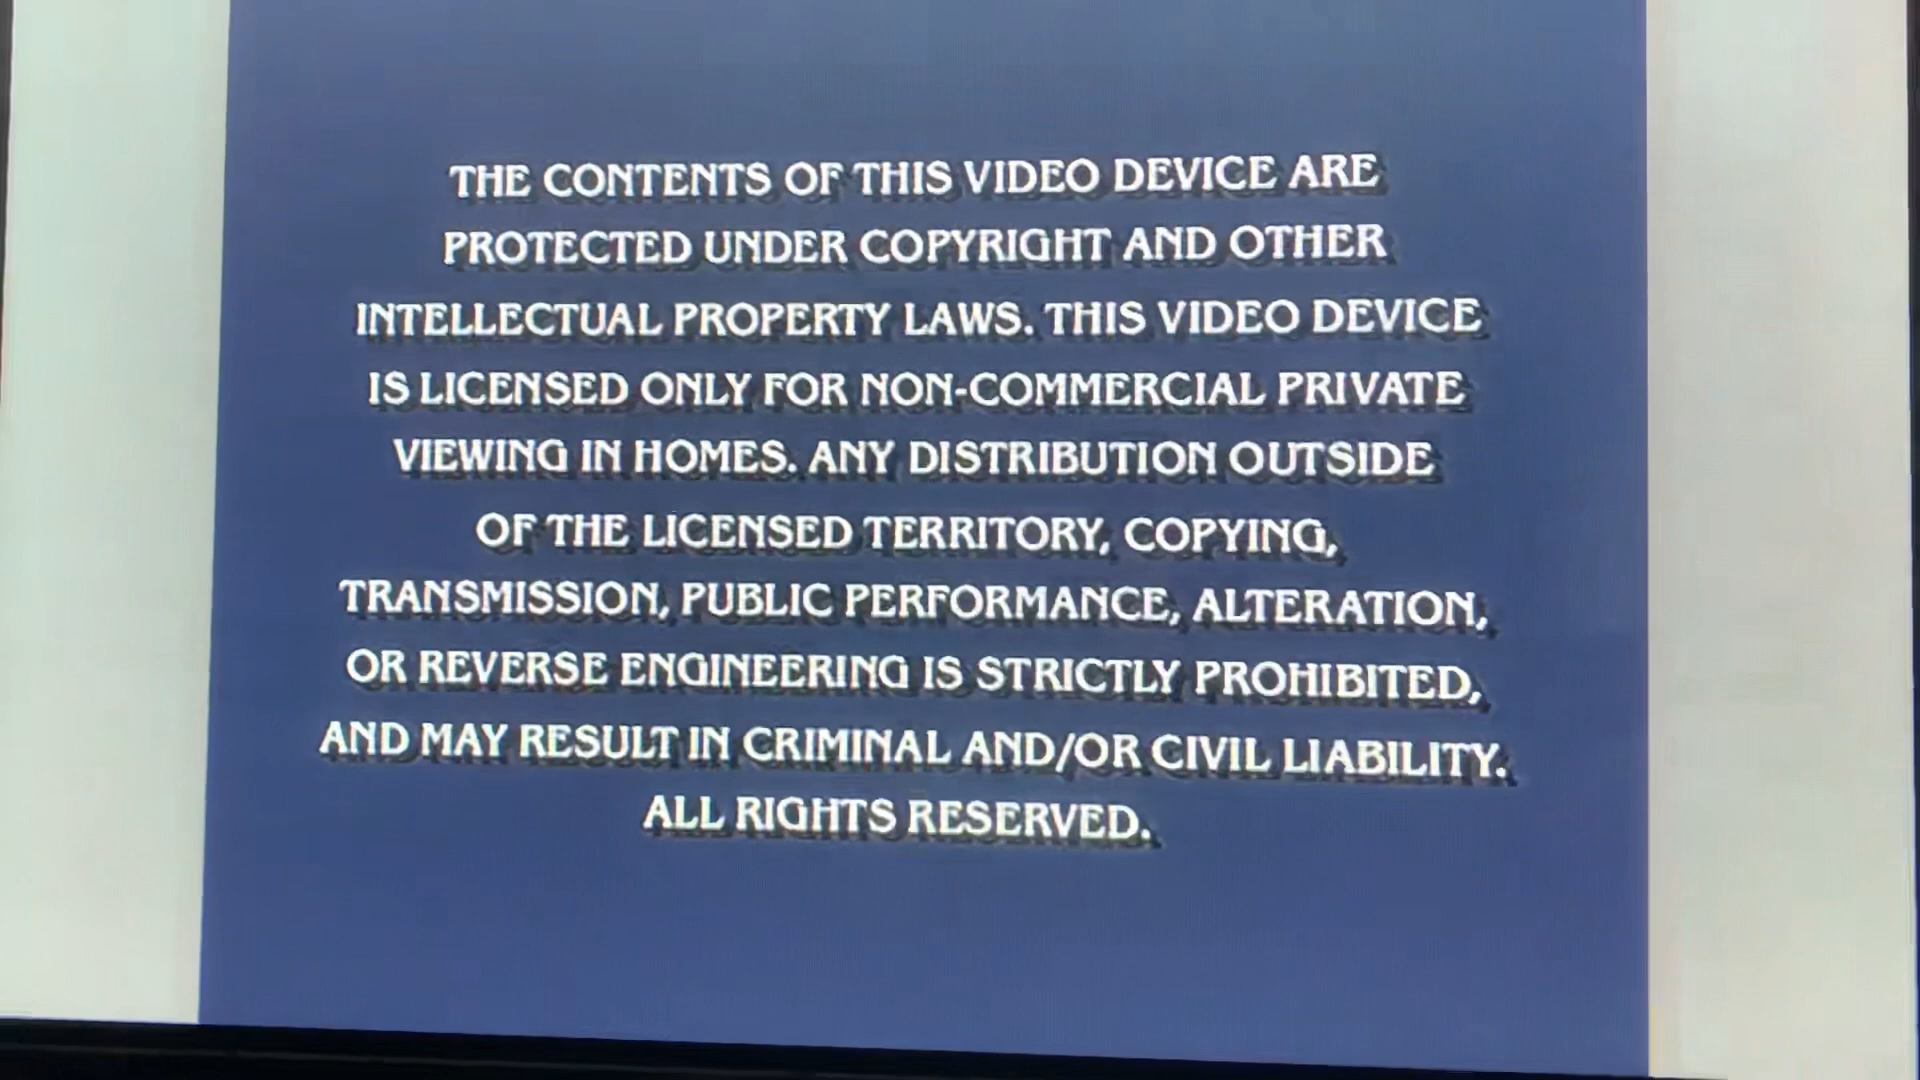 THE CONTENTS OF THIS VIDEO DEVICE ARE
PROTECTED UNDER COPYRIGHT AND OTHER
INTELLECTUAL PROPERTY LAWS. THIS VIDEO DEVICE
IS LICENSED ONLY FOR NON-COMMERCIAL PRIVATE
VIEWING IN HOMES. ANY DISTRIBUTION OUTSIDE
OF THE LICENSED TERRITORY, COPYING,
TRANSMISSION, PUBLIC PERFORMANCE, ALTERATION,
OR REVERSE ENGINEERING IS STRICTLY PROHIBITED,
AND MAY RESULT IN CRIMINAL AND/OR CIVIL LIABILITY.
ALL RIGHTS RESERVED.